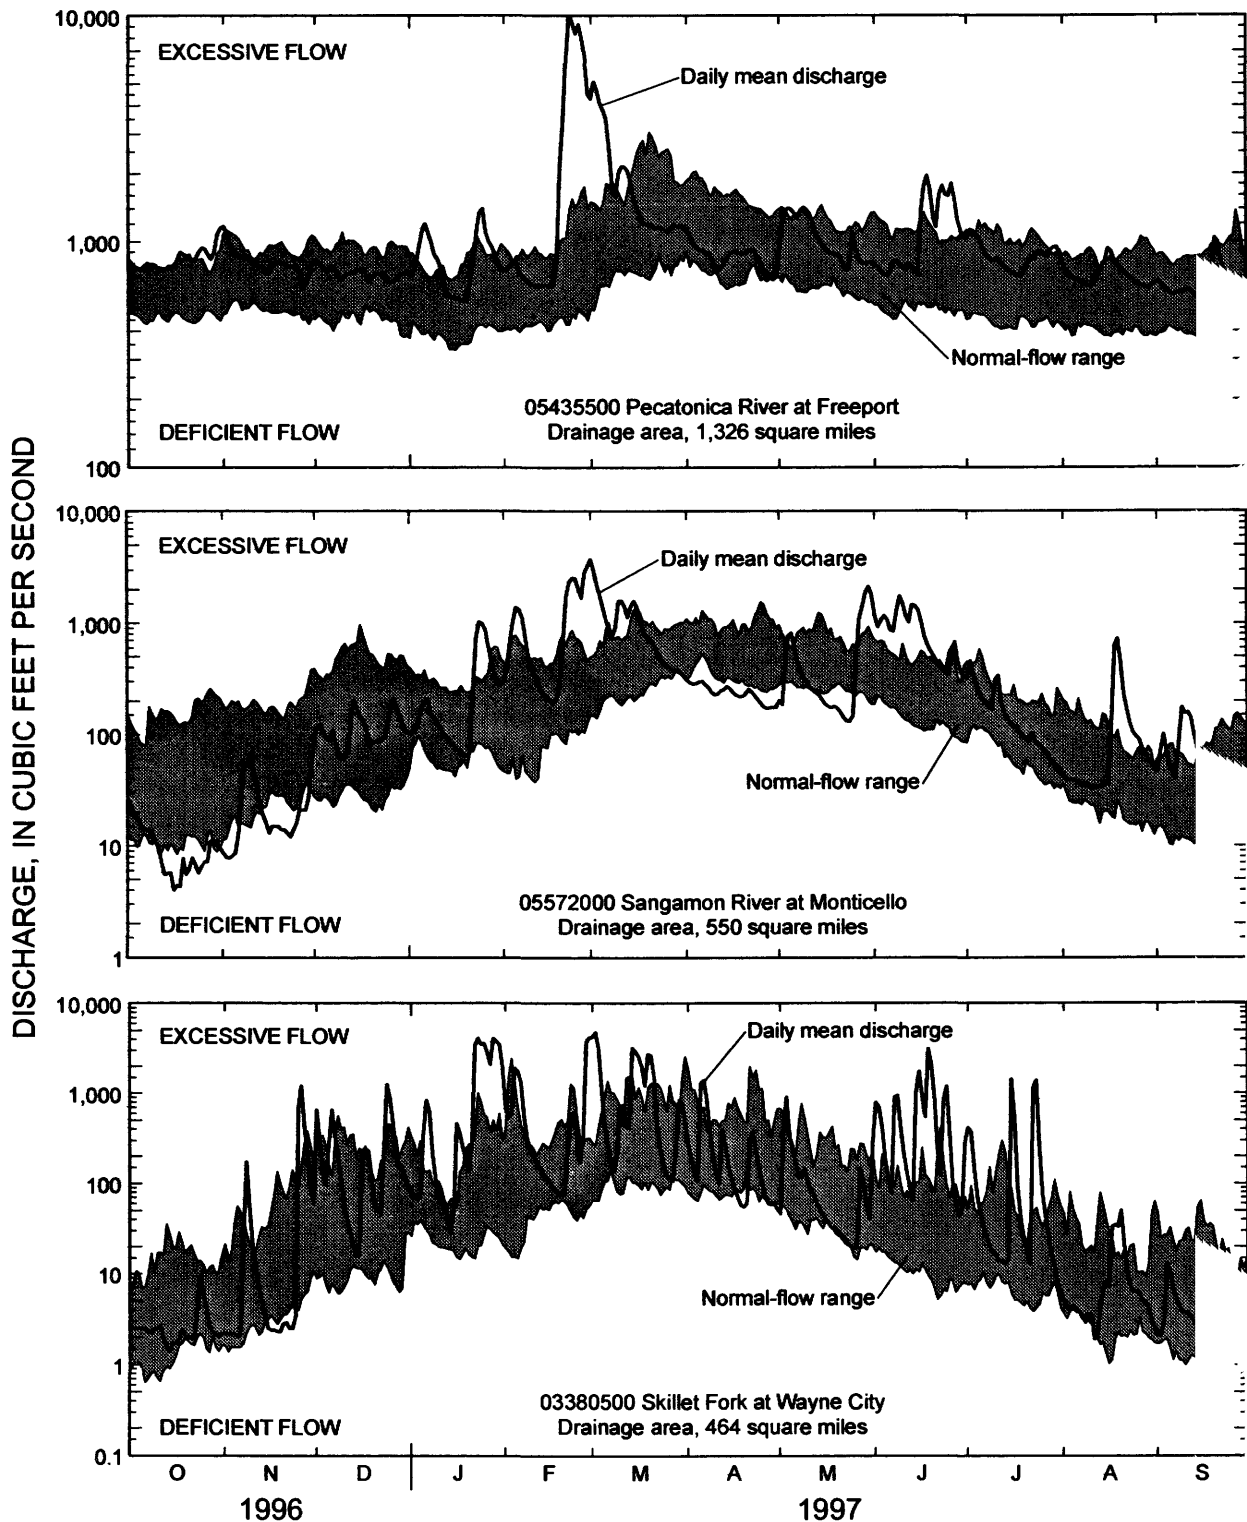 DISCHARGE, IN CUBIC FEET PER SECOND
10,000
EXCESSIVE FLOW
Daily mean discharge
1,000
Normal-flow range
05435500 Pecatonica River at Freeport
DEFICIENT FLOW
Drainage area, 1,326 square miles
100
10,000
EXCESSIVE FLOW
Daily mean discharge
1,000
100
Normal-flow range
10
05572000 Sangamon River at Monticello
DEFICIENT FLOW
Drainage area, 550 square miles
1
10,000
EXCESSIVE FLOW
Daily mean discharge
1,000
100
10
Normal-flow range
1
03380500 Skillet Fork at Wayne City
DEFICIENT FLOW
Drainage area, 464 square miles
0.1
O N D J F M A M J J A S
1996 1997